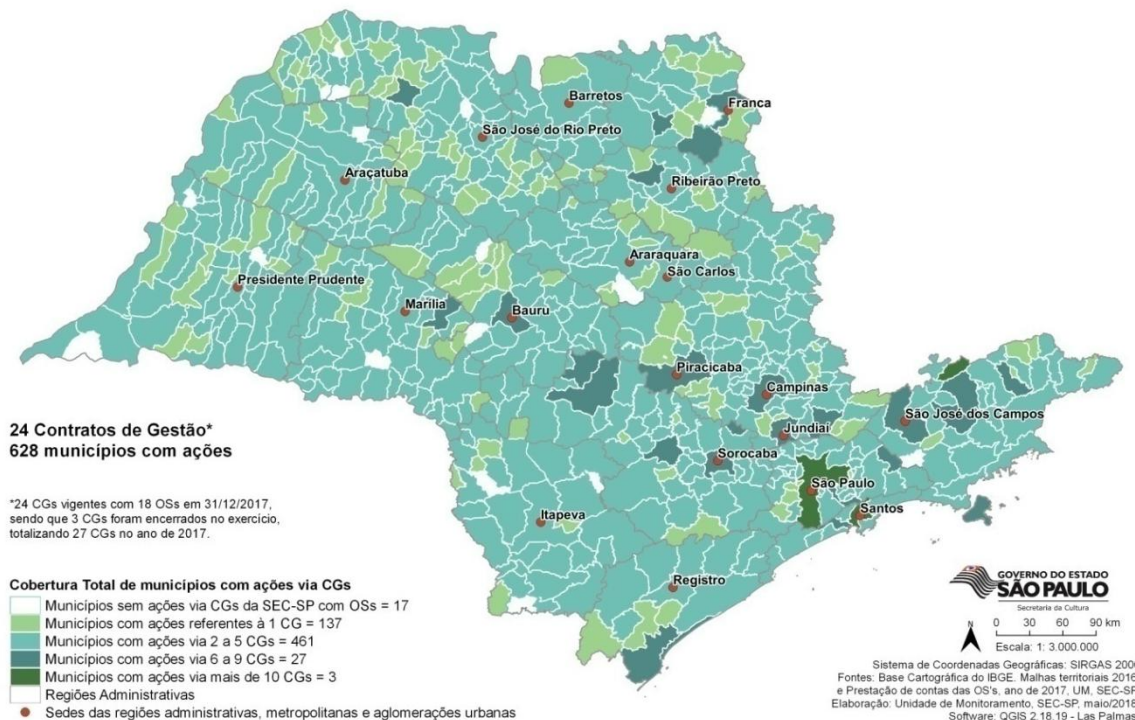 Barretos
Franca
São José do Rio Preto
Araçatuba
Ribeirão Preto
Araraquara
São Carlos
Presidente Prudente
Marília
Bauru
Piracicaba
Campinas
São José dos Campos
Jundiaí
Sorocaba
São Paulo
Santos
Itapeva
Registro
24 Contratos de Gestão*
628 municípios com ações
*24 CGs vigentes com 18 OSs em 31/12/2017,
sendo que 3 CGs foram encerrados no exercício,
totalizando 27 CGs no ano de 2017.
Cobertura Total de municípios com ações via CGs
Municípios sem ações via CGs da SEC-SP com OSs = 17
Municípios com ações referentes à 1 CG = 137
Municípios com ações via 2 a 5 CGs = 461
Municípios com ações via 6 a 9 CGs = 27
Municípios com ações via mais de 10 CGs = 3
Regiões Administrativas
Sedes das regiões administrativas, metropolitanas e aglomerações urbanas
GOVERNO DO ESTADO
SÃO PAULO
Secretaria da Cultura
N
0 30 60 90 km
Escala: 1: 3.000.000
Sistema de Coordenadas Geográficas: SIRGAS 200
Fontes: Base Cartográfica do IBGE. Malhas territoriais 2016
e Prestação de contas das OS's, ano de 2017, UM, SEC-SP
Elaboração: Unidade de Monitoramento, SEC-SP, maio/2018
Software: QGIS 2.18.19 - Las Palmas